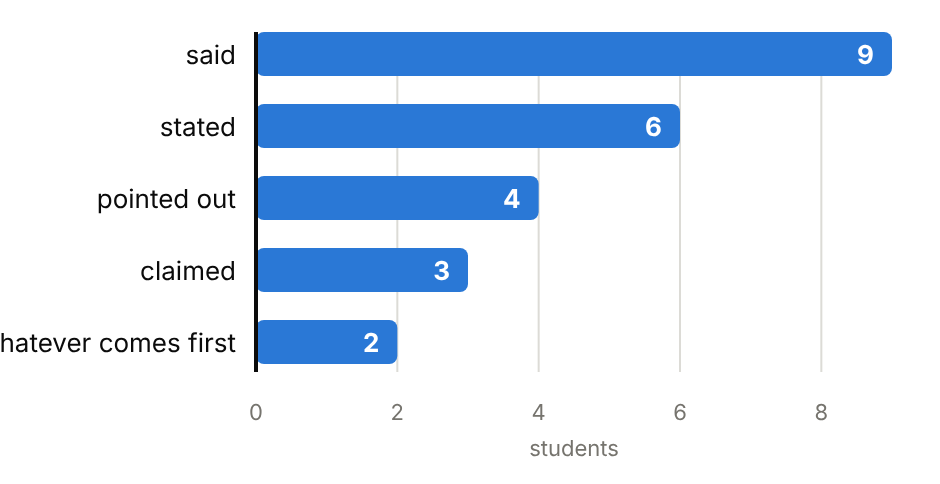 said
9
stated
6
pointed out
4
claimed
3
hatever comes first
2
0 2 4 6 8
students